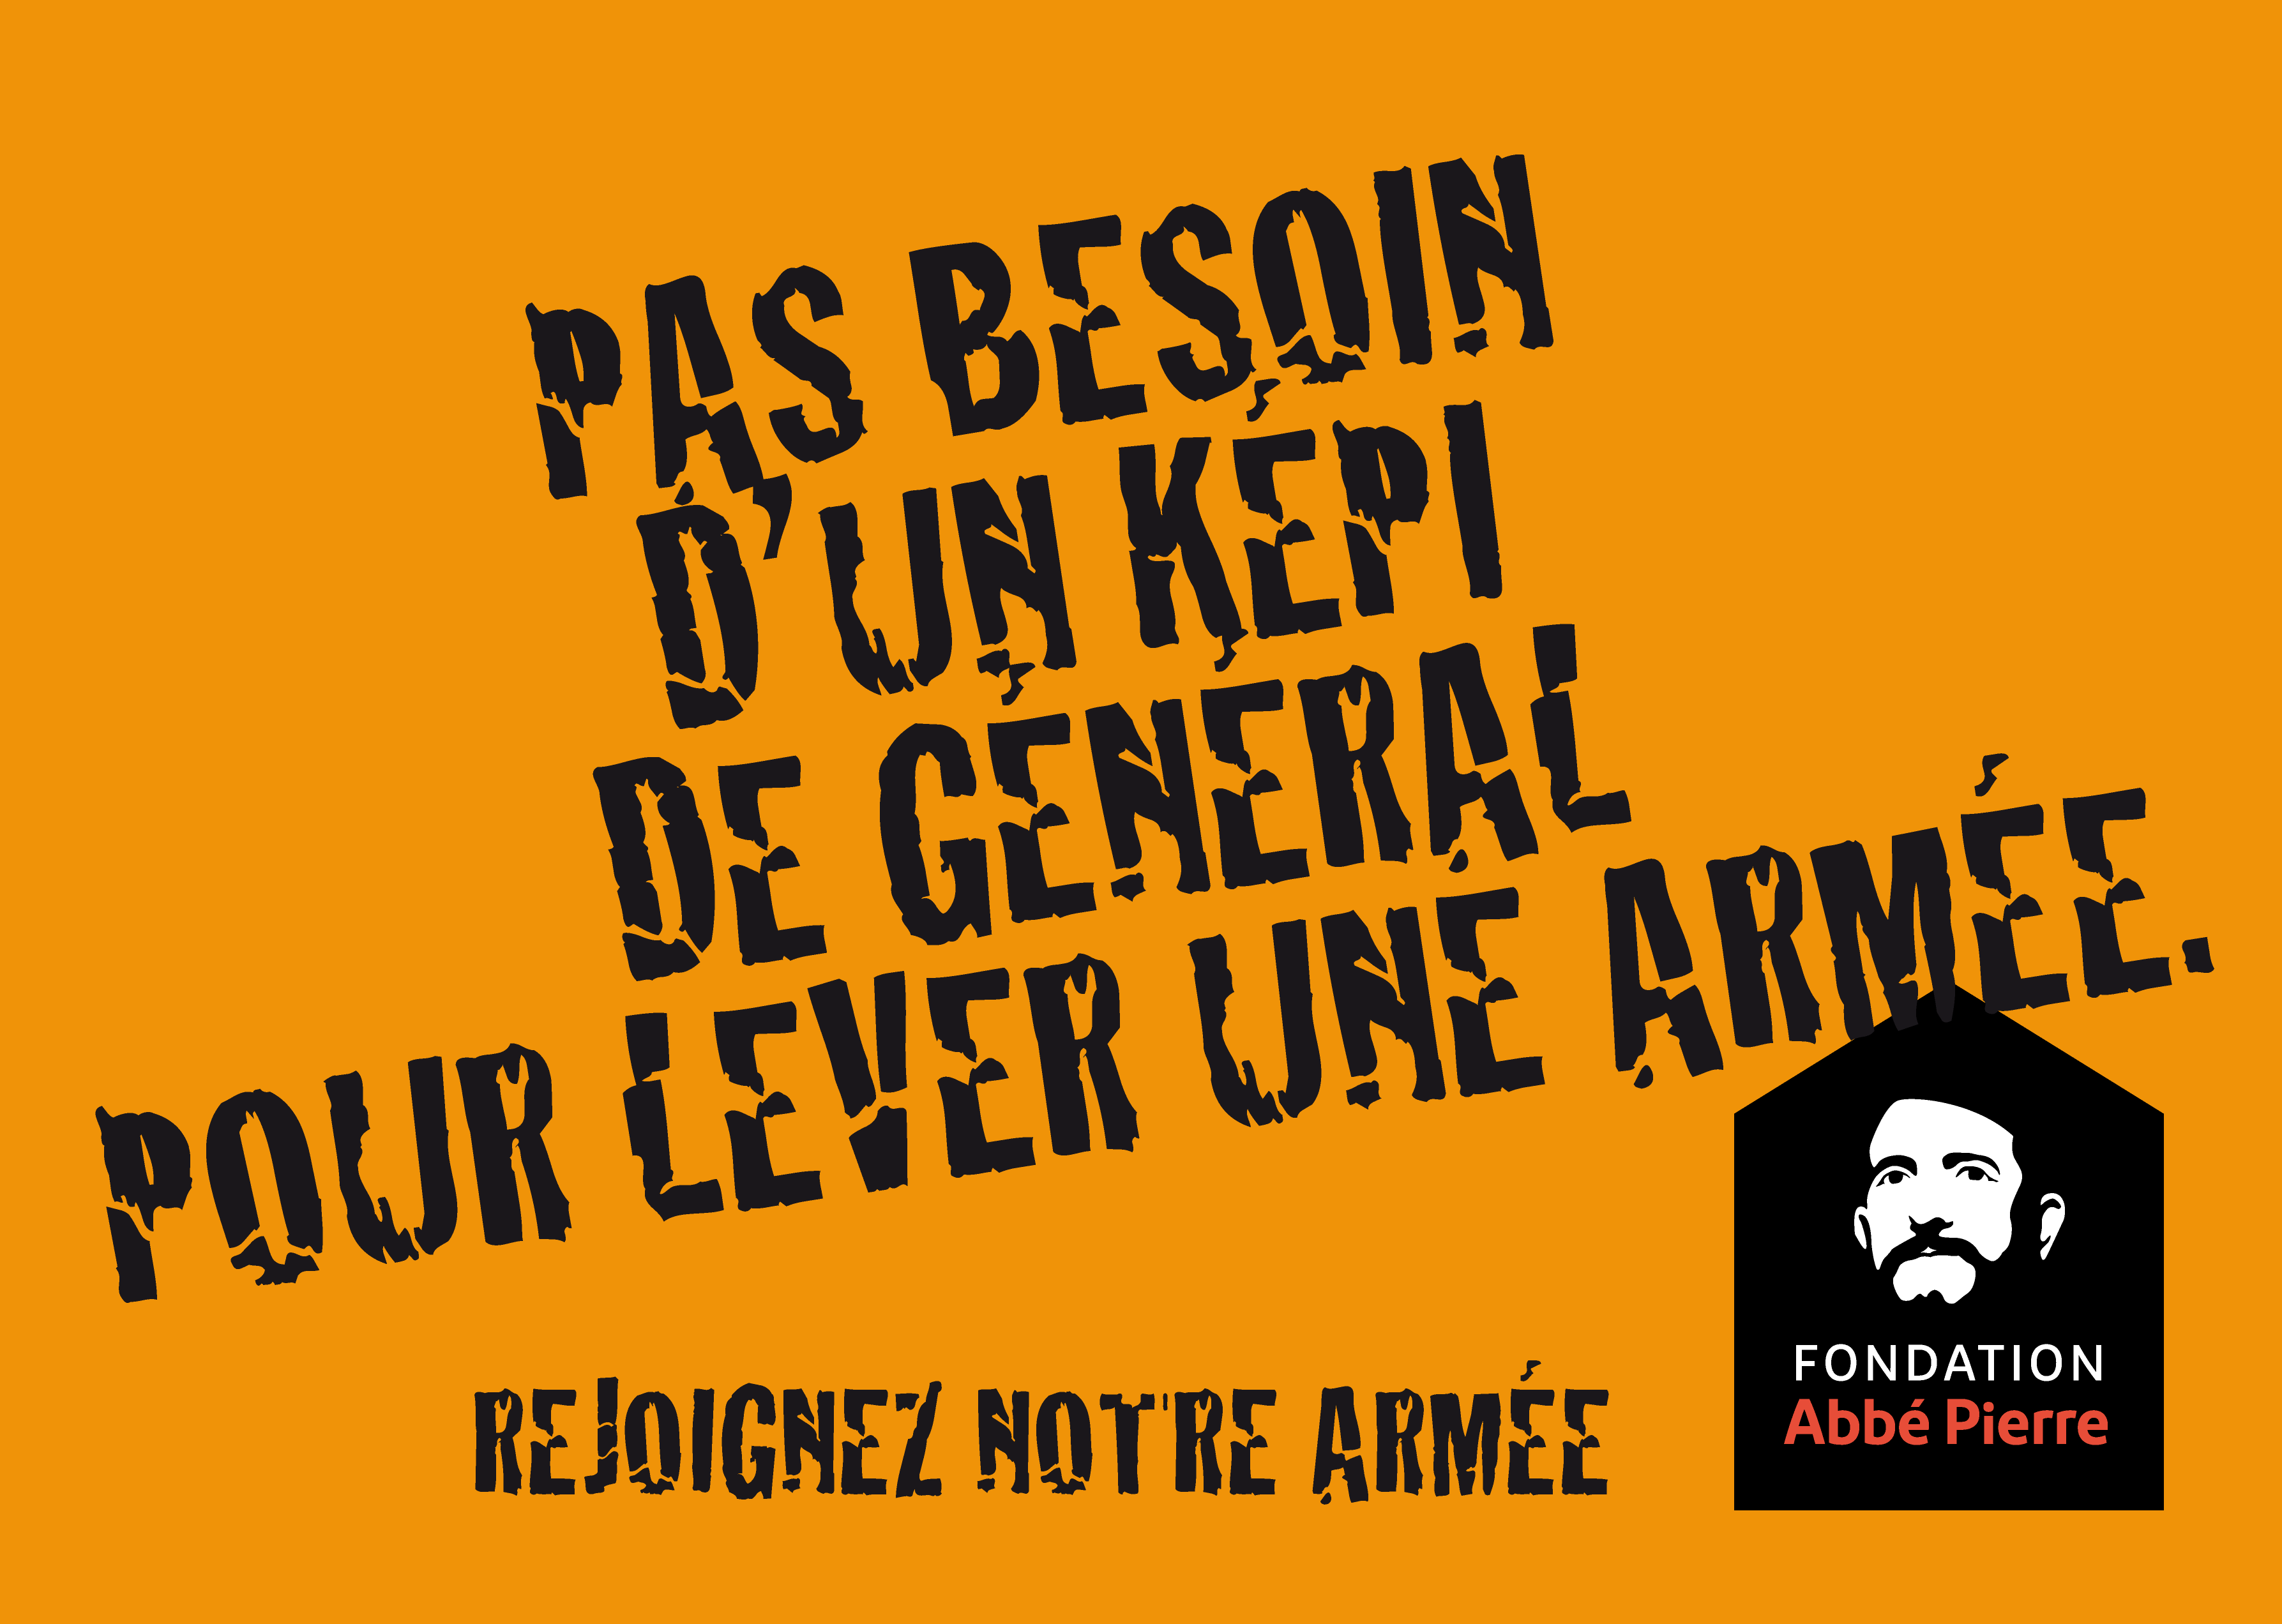 PAS BESOIN
D'UN KÉPI
DE GÉNÉRAL
POUR LEVER UNE ARMÉE.
REJOIGNEZ NOTRE ARMÉE
FONDATION
Abbé Pierre